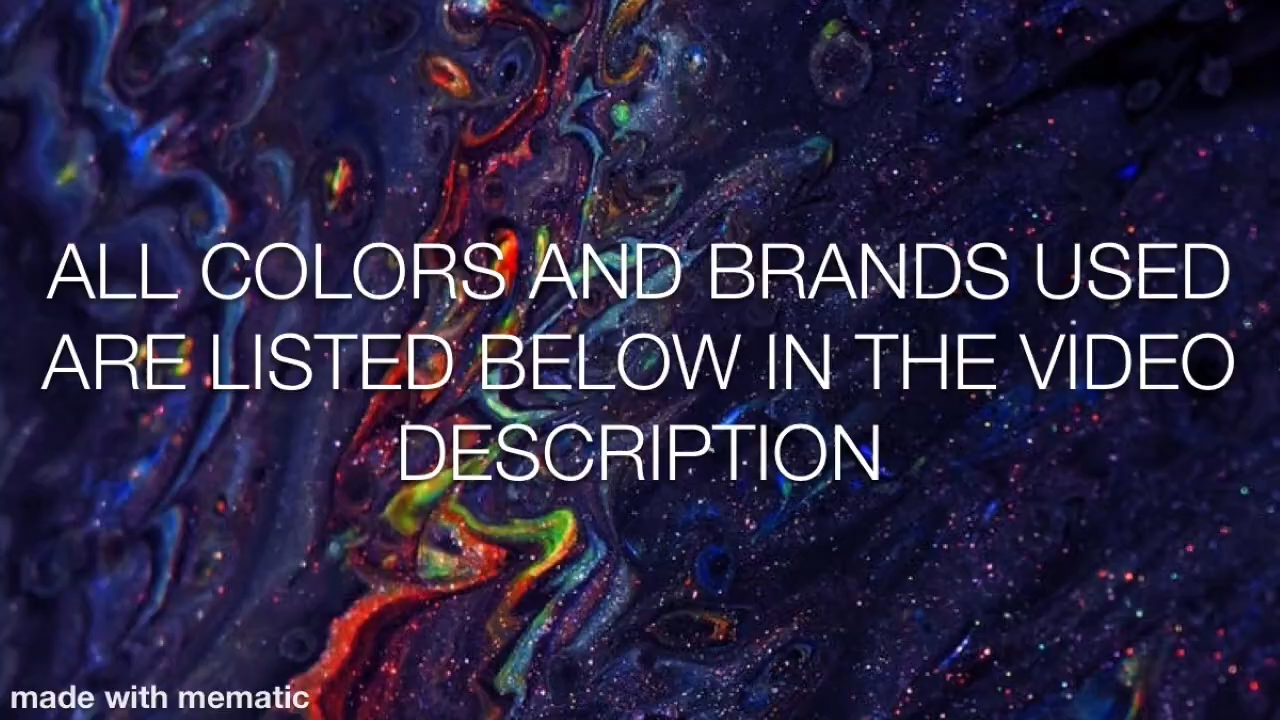 ALL COLORS AND BRANDS USED
ARE LISTED BELOW IN THE VIDEO
DESCRIPTION
made with mematic